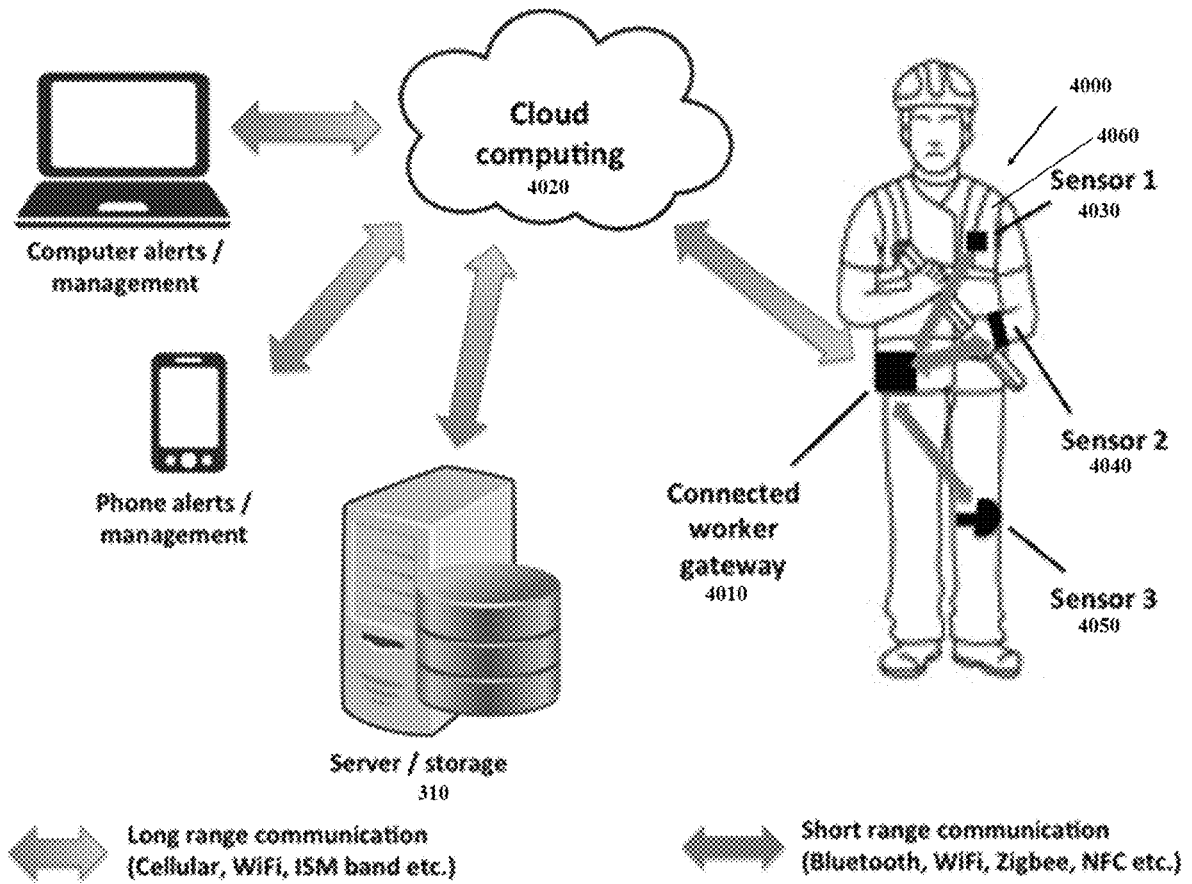 Cloud
computing
4020
4000
4060
Sensor 1
4030
Computer alerts /
management
Sensor 2
4040
Phone alerts /
management
Connected
worker
gateway
4010
Sensor 3
4050
Server / storage
310
Long range communication
(Cellular, WiFi, ISM band etc.)
Short range communication
(Bluetooth, WiFi, Zigbee, NFC etc.)